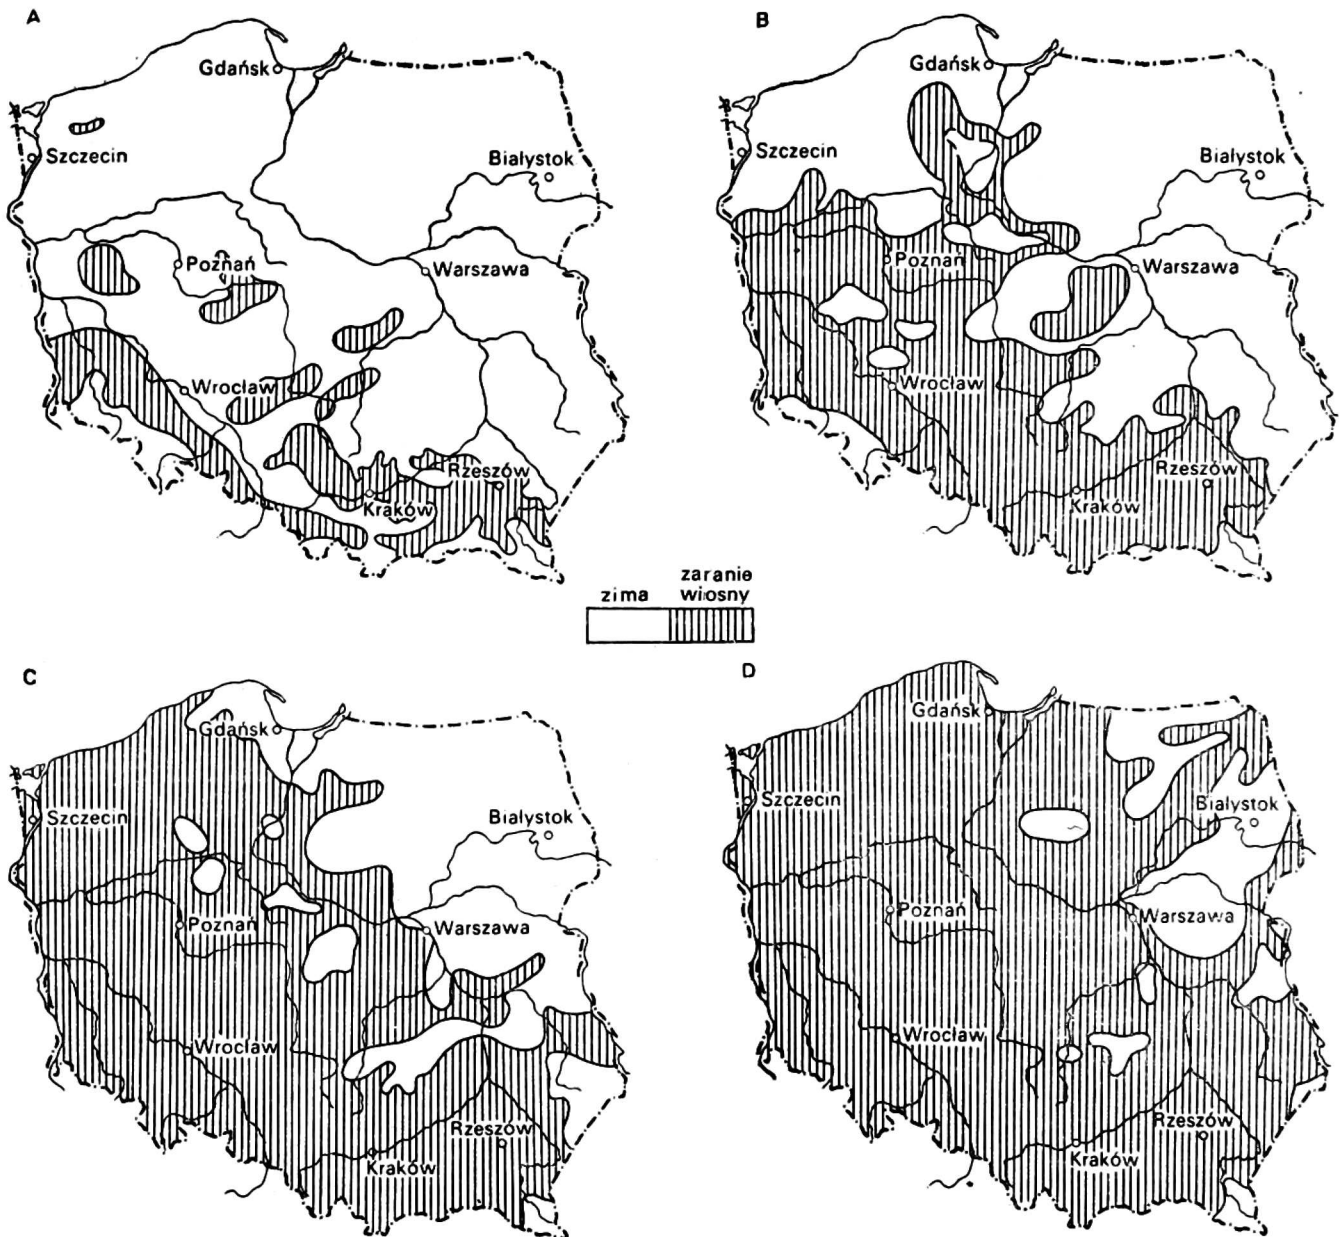 A
Gdańsk
Szczecin
Białystok
Poznań
Warszawa
Wrocław
Rzeszów
Kraków
B
Gdańsk
Szczecin
Białystok
Poznań
Warszawa
Wrocław
Rzeszów
Kraków
zima
zaranie
wiosny
C
Gdańsk
Szczecin
Białystok
Poznań
Warszawa
Wrocław
Rzeszów
Kraków
D
Gdańsk
Szczecin
Białystok
Poznań
Warszawa
Wrocław
Rzeszów
Kraków